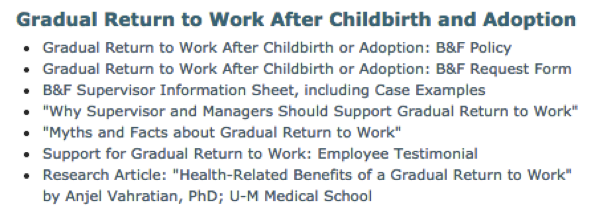 Gradual Return to Work After Childbirth and Adoption
• Gradual Return to Work After Childbirth or Adoption: B&F Policy
• Gradual Return to Work After Childbirth or Adoption: B&F Request Form
• B&F Supervisor Information Sheet, including Case Examples
• "Why Supervisor and Managers Should Support Gradual Return to Work"
• "Myths and Facts about Gradual Return to Work"
• Support for Gradual Return to Work: Employee Testimonial
• Research Article: "Health-Related Benefits of a Gradual Return to Work"
by Anjel Vahratian, PhD; U-M Medical School